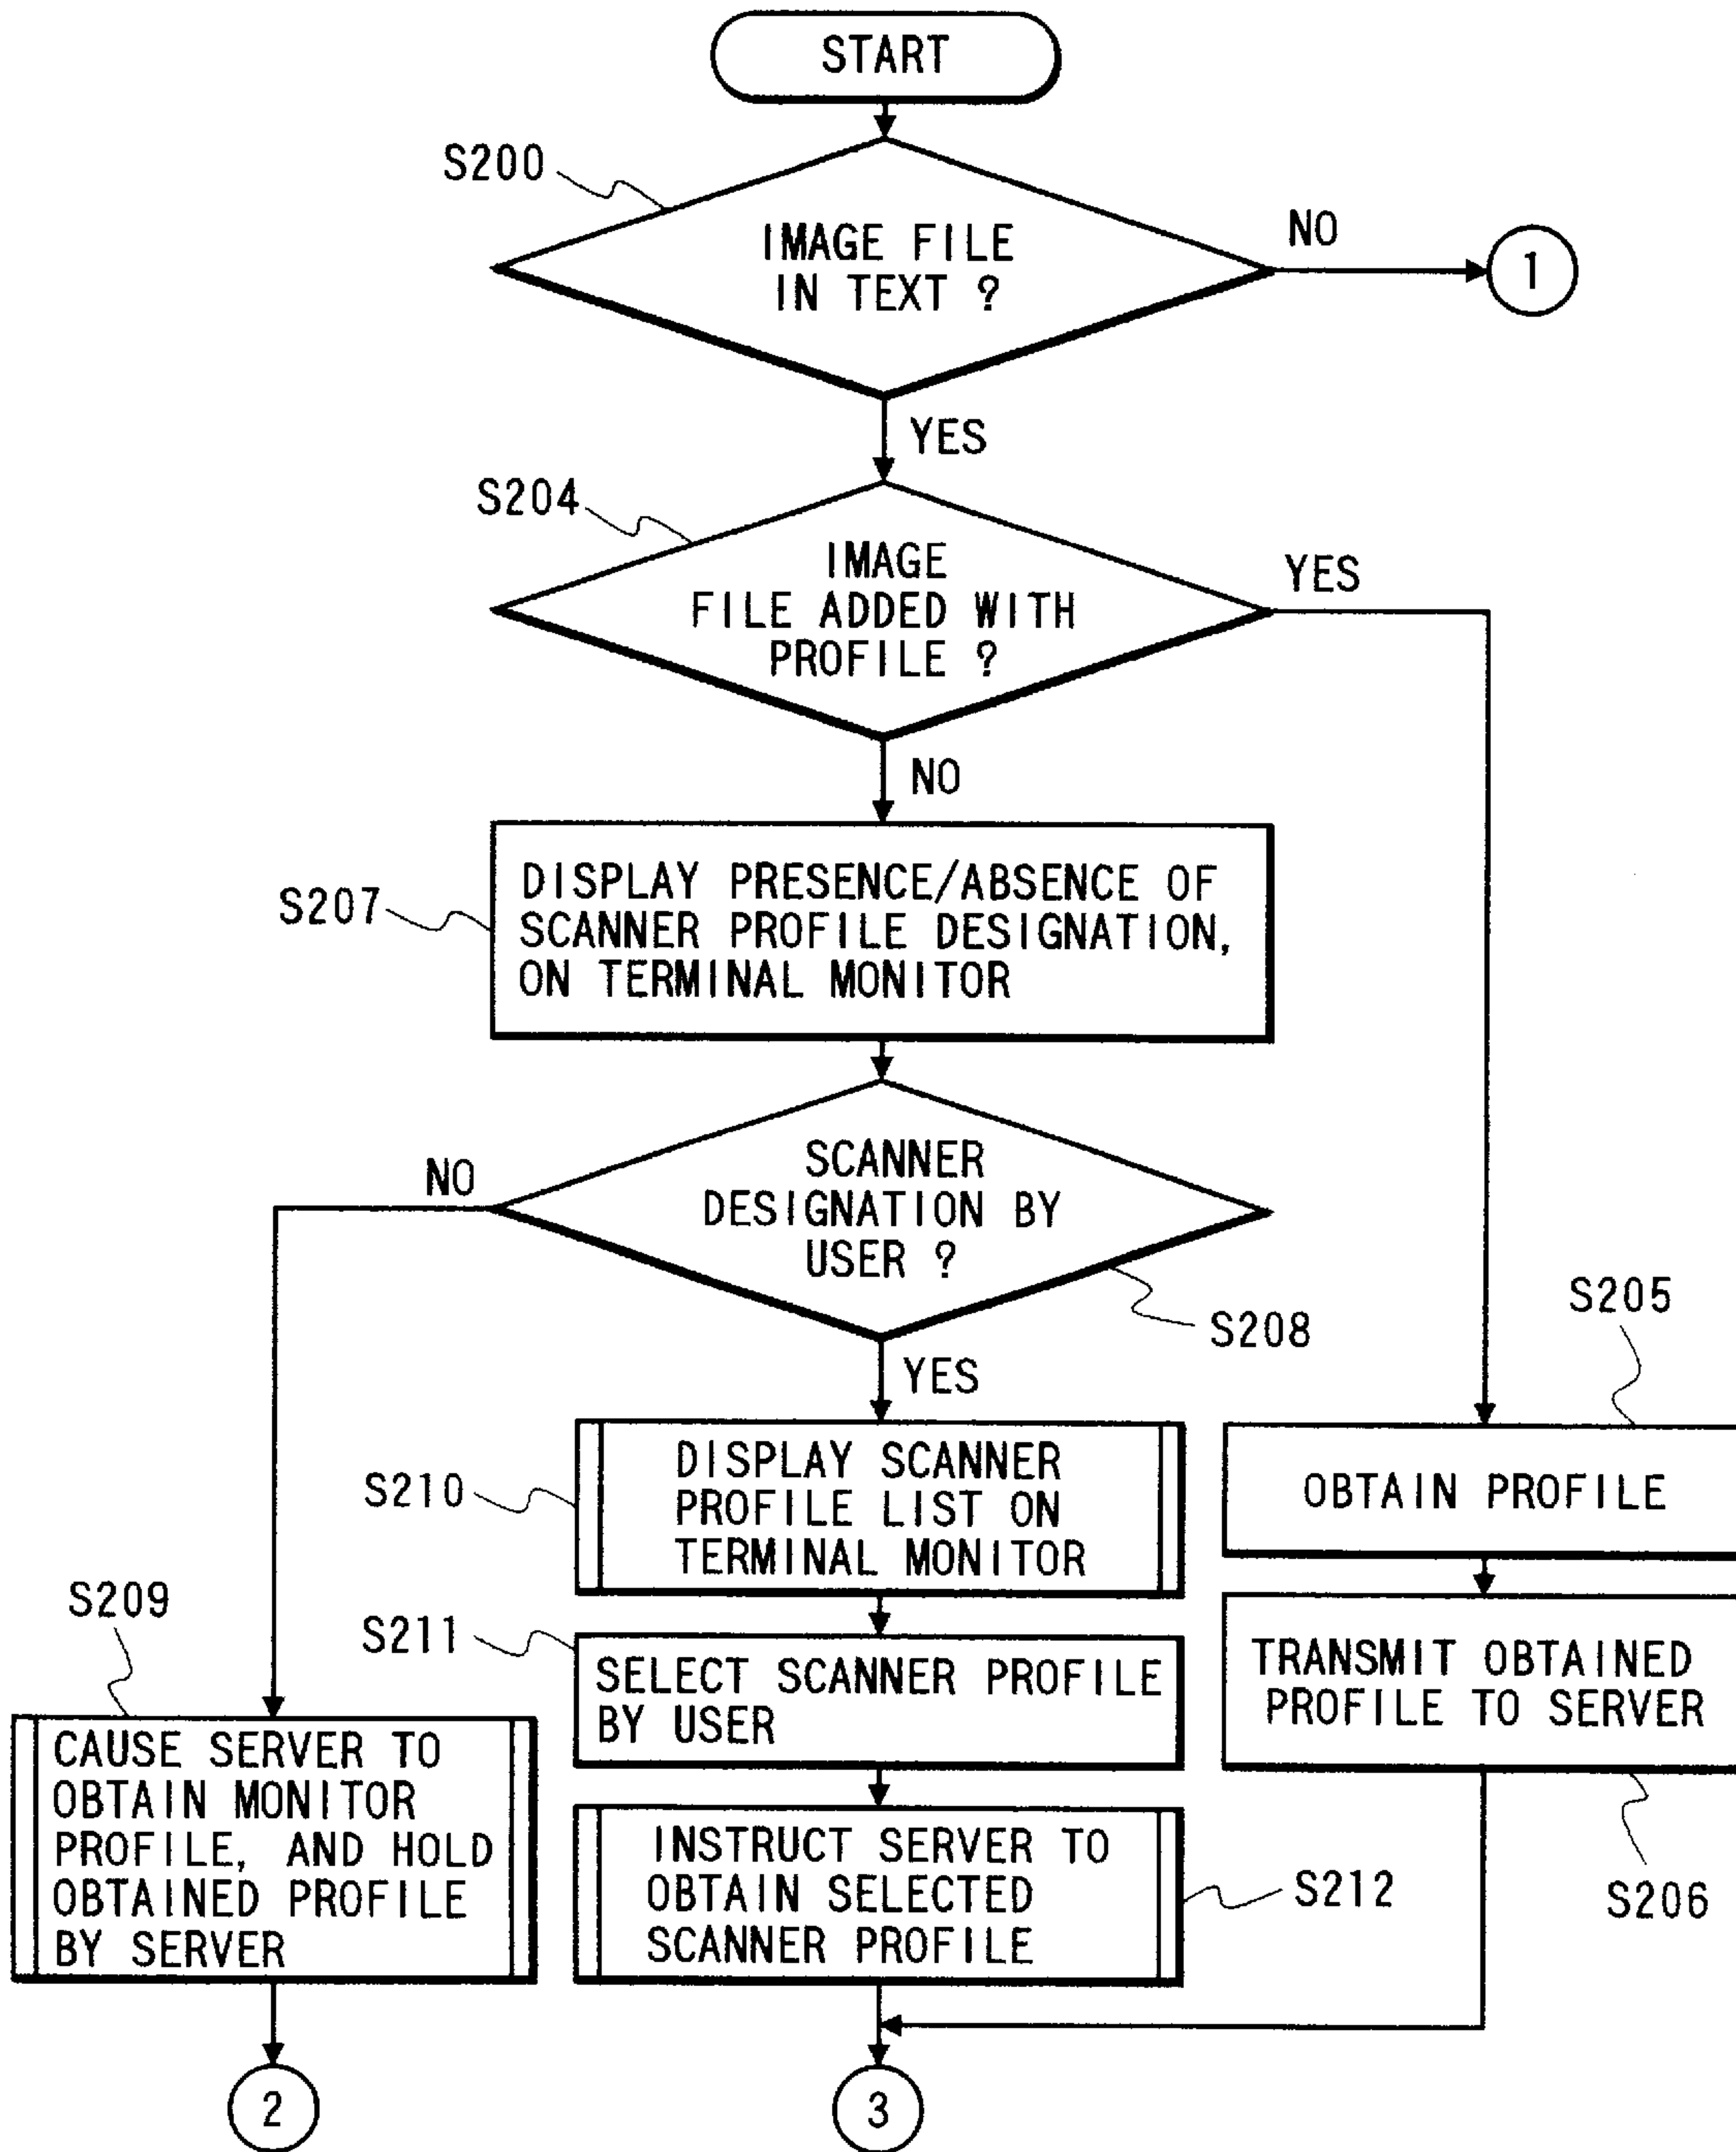 START
S200
IMAGE FILE
IN TEXT ?
NO
1
YES
S204
IMAGE
FILE ADDED WITH
PROFILE ?
YES
NO
S207
DISPLAY PRESENCE/ABSENCE OF
SCANNER PROFILE DESIGNATION,
ON TERMINAL MONITOR
NO
SCANNER
DESIGNATION BY
USER ?
S208
YES
S205
OBTAIN PROFILE
S210
DISPLAY SCANNER
PROFILE LIST ON
TERMINAL MONITOR
S211
SELECT SCANNER PROFILE
BY USER
TRANSMIT OBTAINED
PROFILE TO SERVER
S206
S209
CAUSE SERVER TO
OBTAIN MONITOR
PROFILE, AND HOLD
OBTAINED PROFILE
BY SERVER
INSTRUCT SERVER TO
OBTAIN SELECTED
SCANNER PROFILE
S212
2
3